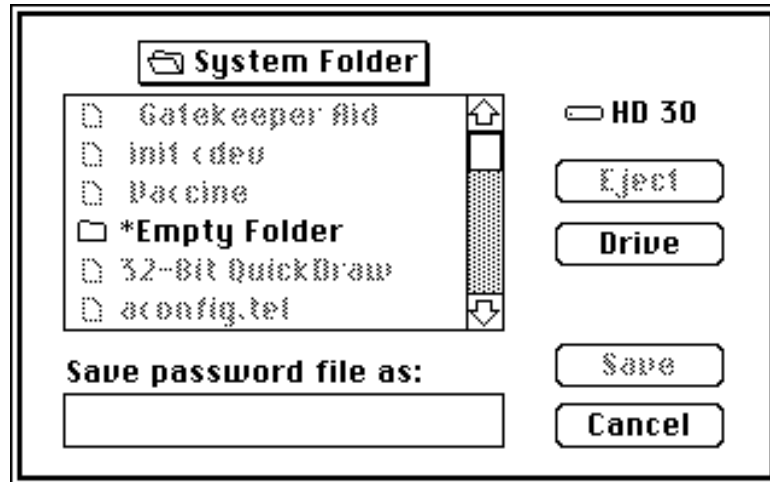 System Folder
Gatekeeper Aid
init cdev
Vaccine
*Empty Folder
32-Bit QuickDraw
aconfig.tel
HD 30
Eject
Drive
Save password file as:
Save
Cancel